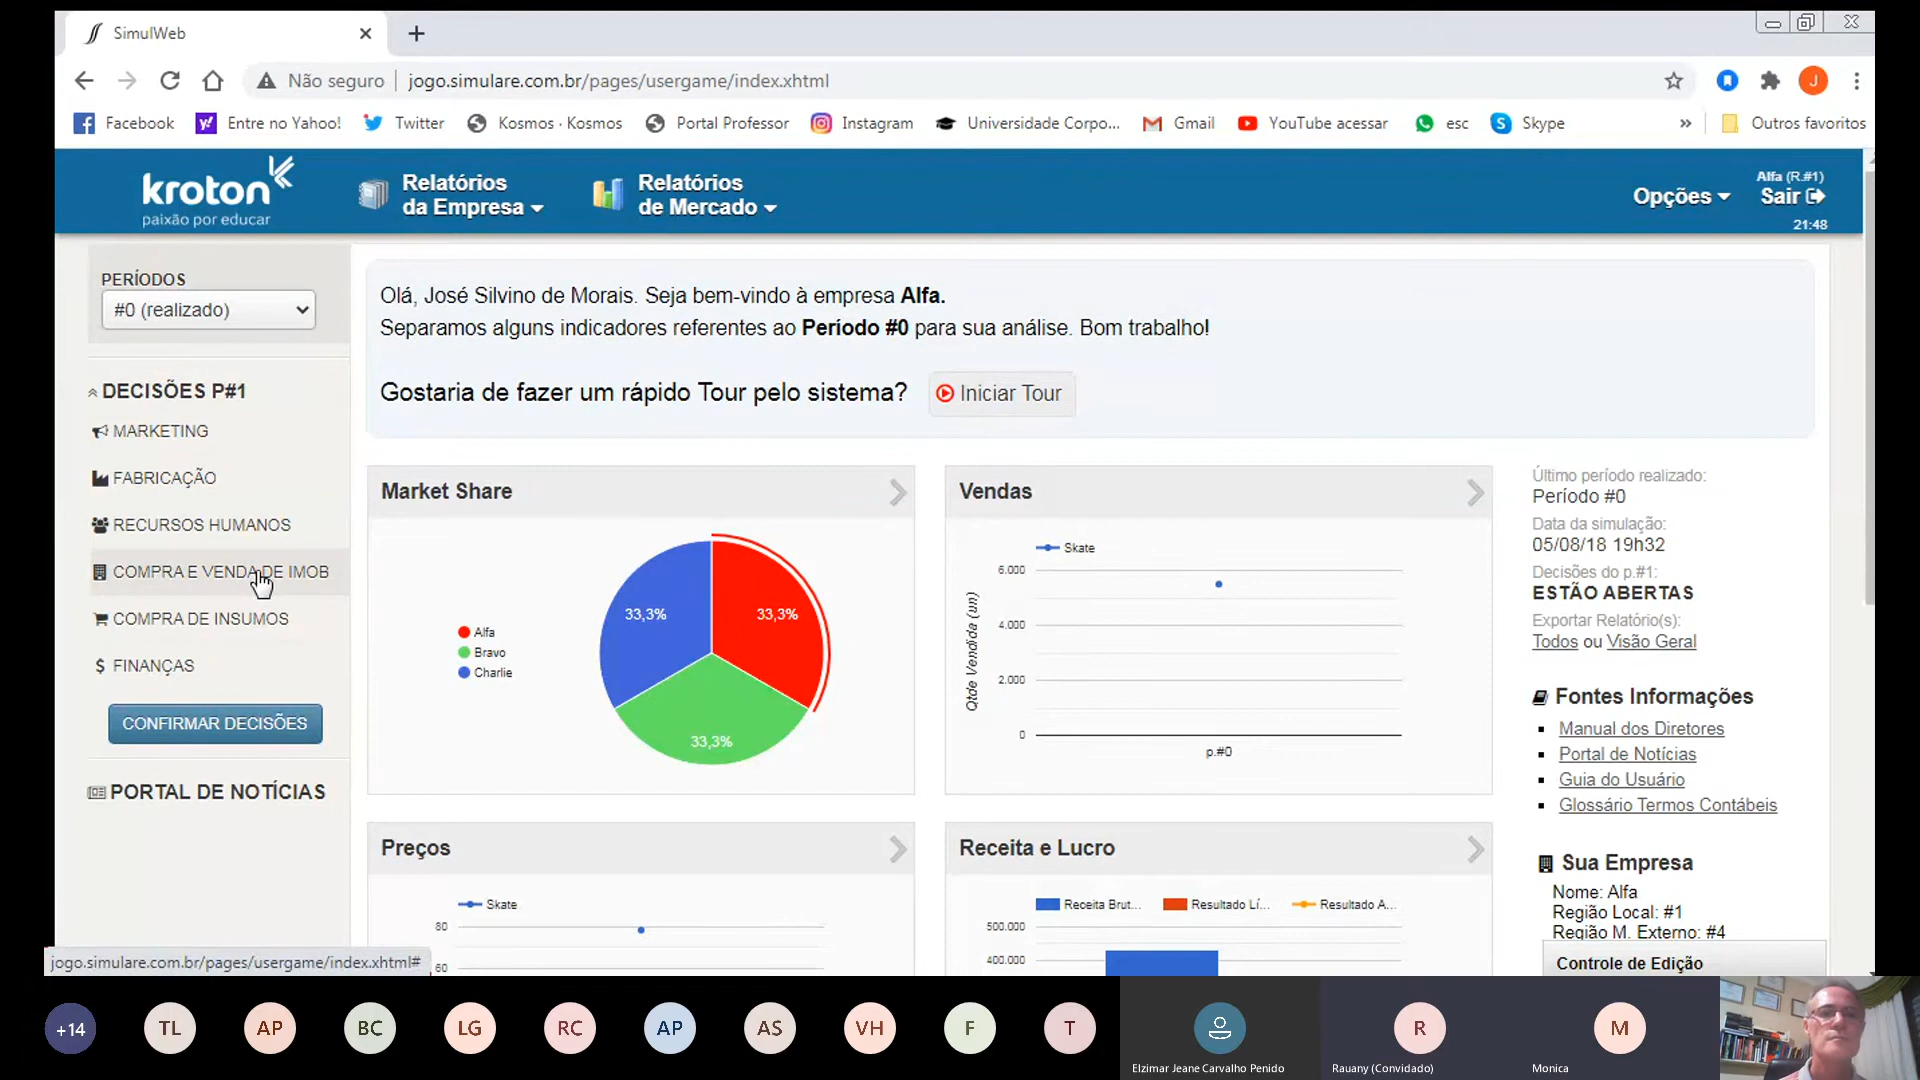 SimulWeb
Não seguro
jogo.simulare.com.br/pages/usergame/index.xhtml
J
Facebook
Entre no Yahoo!
Twitter
Kosmos · Kosmos
Portal Professor
Instagram
Universidade Corpo...
Gmail
YouTube acessar
esc
Skype
»
Outros favoritos
kroton
paixão por educar
Relatórios
da Empresa
Relatórios
de Mercado
Opções
Alfa (R.#1)
Sair
21:48
PERÍODOS
#0 (realizado)
DECISÕES P#1
MARKETING
FABRICAÇÃO
RECURSOS HUMANOS
COMPRA E VENDA DE IMOB
COMPRA DE INSUMOS
$ FINANÇAS
CONFIRMAR DECISÕES
PORTAL DE NOTÍCIAS
Olá, José Silvino de Morais. Seja bem-vindo à empresa Alfa.
Separamos alguns indicadores referentes ao Período #0 para sua análise. Bom trabalho!
Gostaria de fazer um rápido Tour pelo sistema?
Iniciar Tour
Market Share
33,3%
33,3%
33,3%
Alfa
Bravo
Charlie
Vendas
Skate
Qtde Vendida (un)
6.000
4.000
2.000
0
p.#0
Preços
Skate
80
60
Receita e Lucro
Receita Brut...
Resultado Lí...
Resultado A...
500.000
400.000
Último período realizado:
Período #0
Data da simulação:
05/08/18 19h32
Decisões do p.#1:
ESTÃO ABERTAS
Exportar Relatório(s):
Todos ou Visão Geral
Fontes Informações
Manual dos Diretores
Portal de Notícias
Guia do Usuário
Glossário Termos Contábeis
Sua Empresa
Nome: Alfa
Região Local: #1
Região M. Externo: #4
Controle de Edição
jogo.simulare.com.br/pages/usergame/index.xhtml#
+14
TL
AP
BC
LG
RC
AP
AS
VH
F
T
Elzimar Jeane Carvalho Penido
R
Rauany (Convidado)
M
Monica